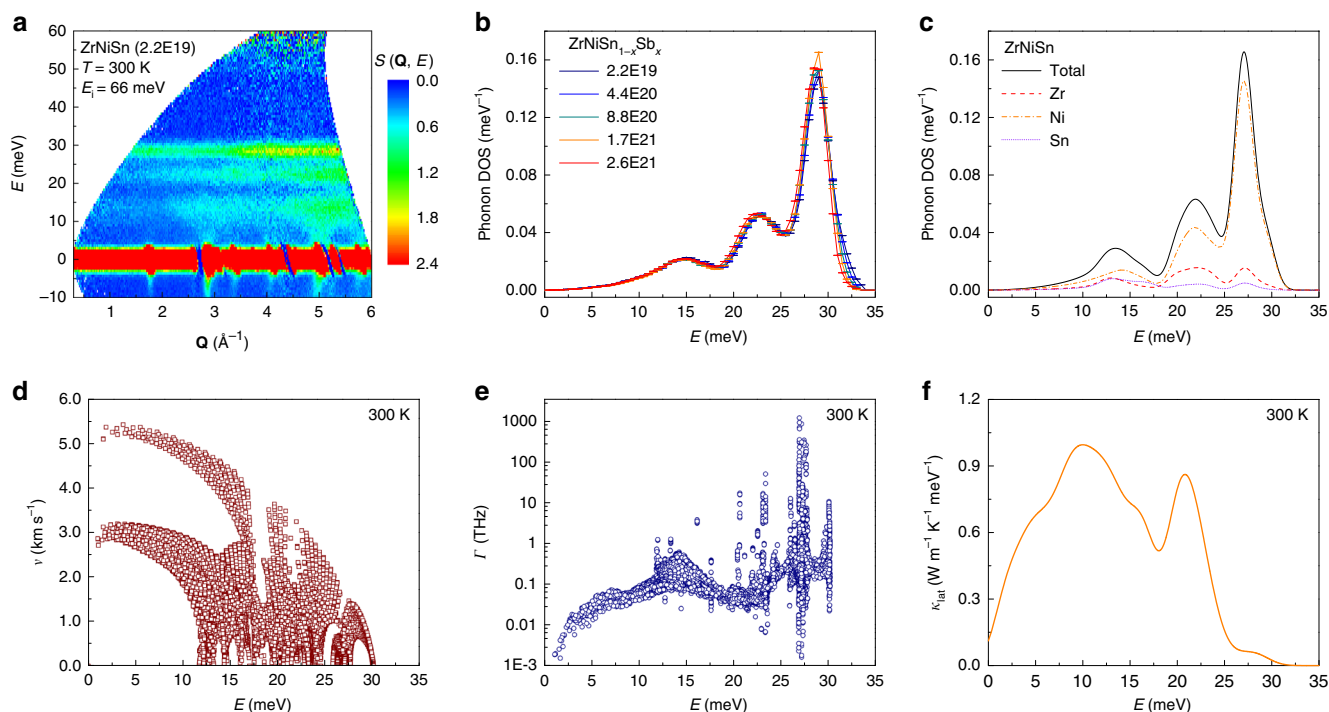 a
ZrNiSn (2.2E19)
T = 300 K
Ei = 66 meV
S (Q, E)
0.0
0.6
1.2
1.8
2.4
60
50
40
30
20
10
0
−10
E (meV)
1 2 3 4 5 6
Q (Å−1)
b
ZrNiSn1−xSbx
2.2E19
4.4E20
8.8E20
1.7E21
2.6E21
0.16
0.12
0.08
0.04
0.00
Phonon DOS (meV−1)
0 5 10 15 20 25 30 35
E (meV)
c
ZrNiSn
Total
Zr
Ni
Sn
0.16
0.12
0.08
0.04
0.00
Phonon DOS (meV−1)
0 5 10 15 20 25 30 35
E (meV)
d
300 K
6.0
5.0
4.0
3.0
2.0
1.0
0.0
v (km s−1)
0 5 10 15 20 25 30 35
E (meV)
e
300 K
1000
100
10
1
0.1
0.01
1E−3
Γ (THz)
0 5 10 15 20 25 30 35
E (meV)
f
300 K
1.2
0.9
0.6
0.3
0.0
κlat (W m−1 K−1 meV−1)
0 5 10 15 20 25 30 35
E (meV)